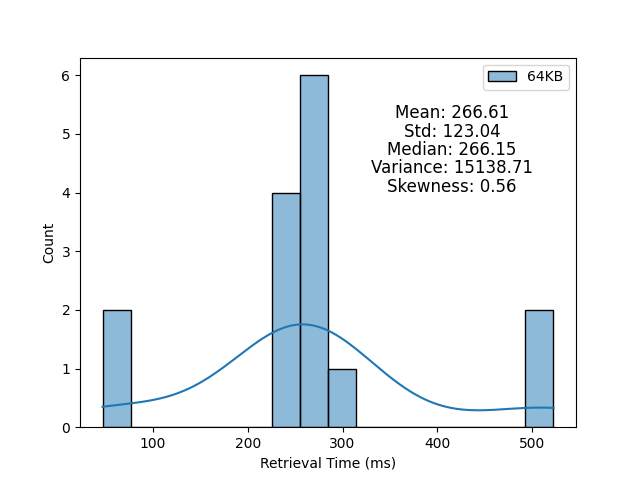 64KB
Mean: 266.61
Std: 123.04
Median: 266.15
Variance: 15138.71
Skewness: 0.56
Count
6
5
4
3
2
1
0
100 200 300 400 500
Retrieval Time (ms)